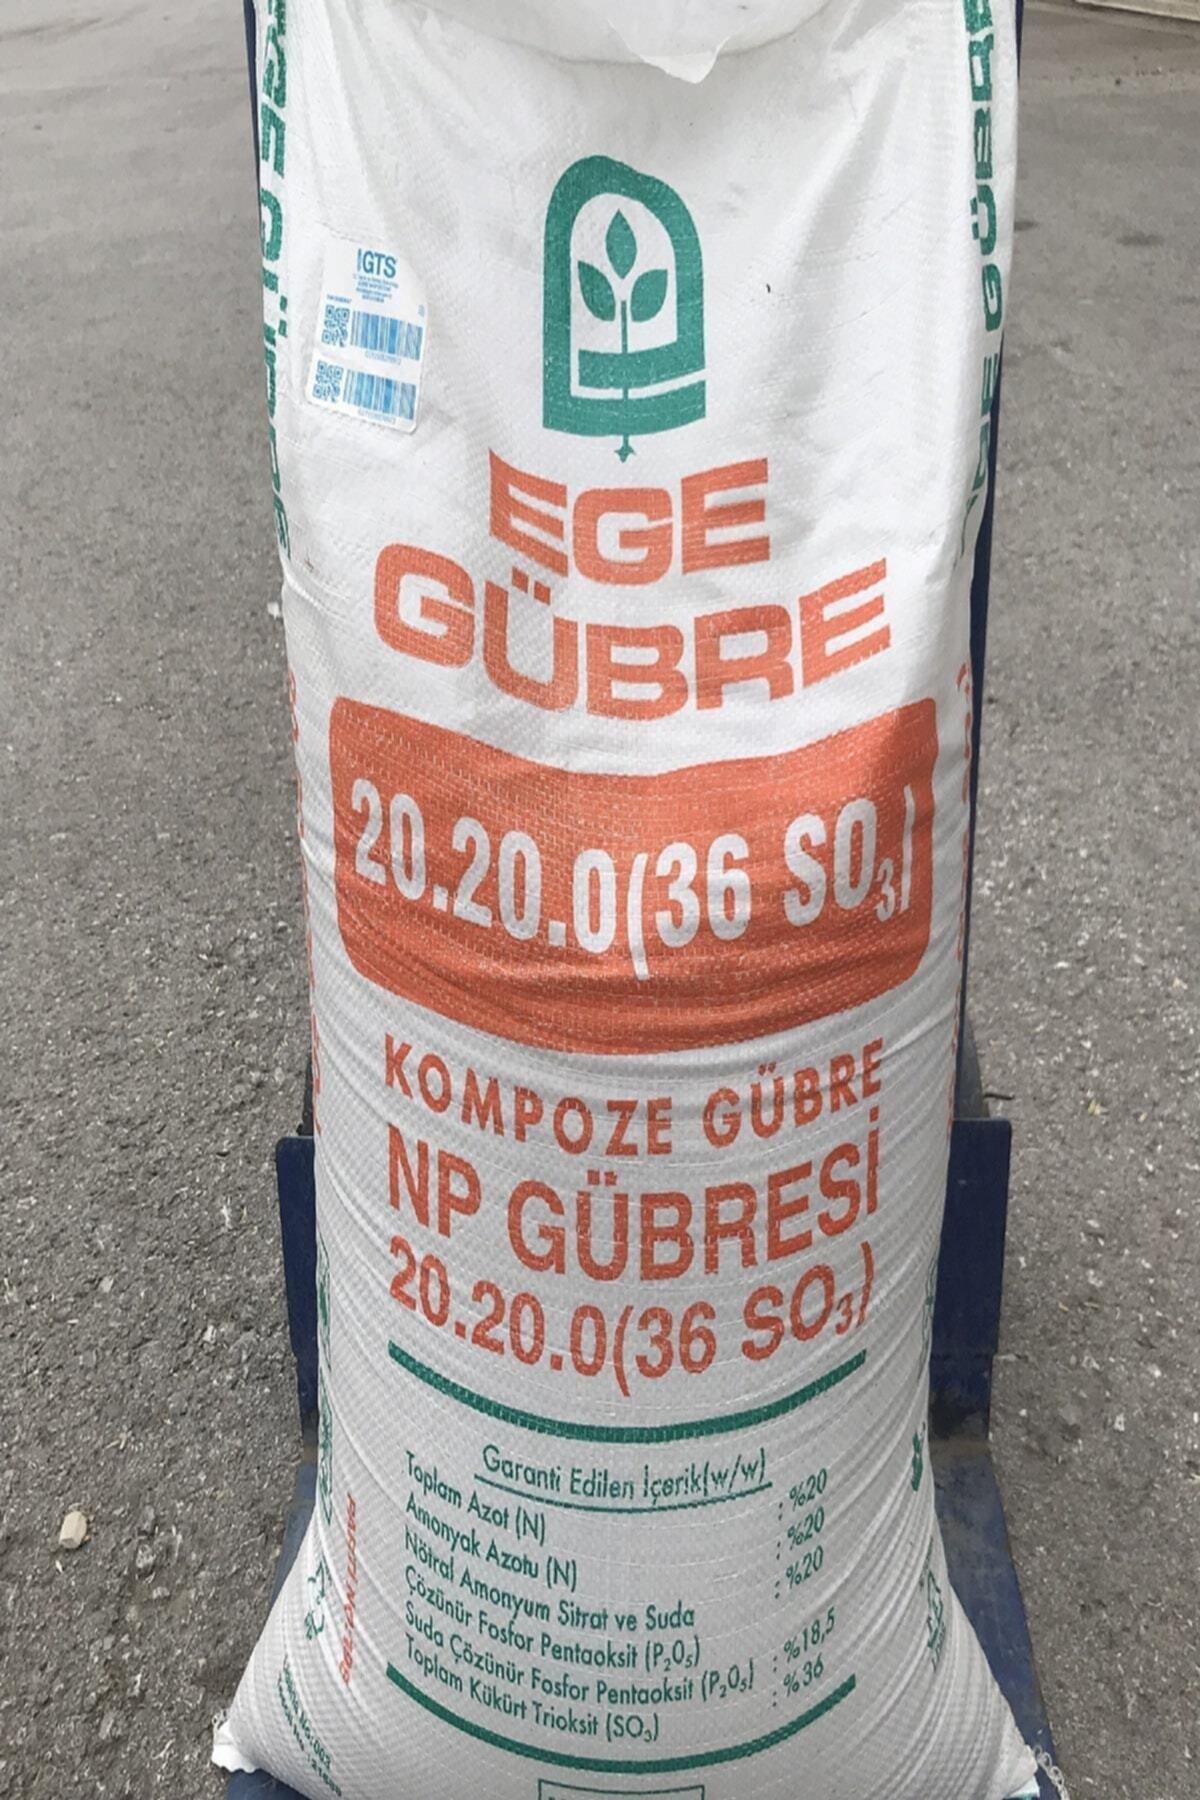 IGTS
EGE
GÜBRE
20.20.0(36 SO₃)
KOMPOZE GÜBRE
NP GÜBRESİ
20.20.0(36 SO₃)
Garanti Edilen İçerik(w/w)
Toplam Azot (N) : %20
Amonyak Azotu (N) : %20
Nötral Amonyum Sitrat ve Suda
Çözünür Fosfor Pentaoksit (P₂O₅) : %20
Suda Çözünür Fosfor Pentaoksit (P₂O₅) : %18,5
Toplam Kükürt Trioksit (SO₃) : %36
EGE GÜBRE
EGE GÜBRE